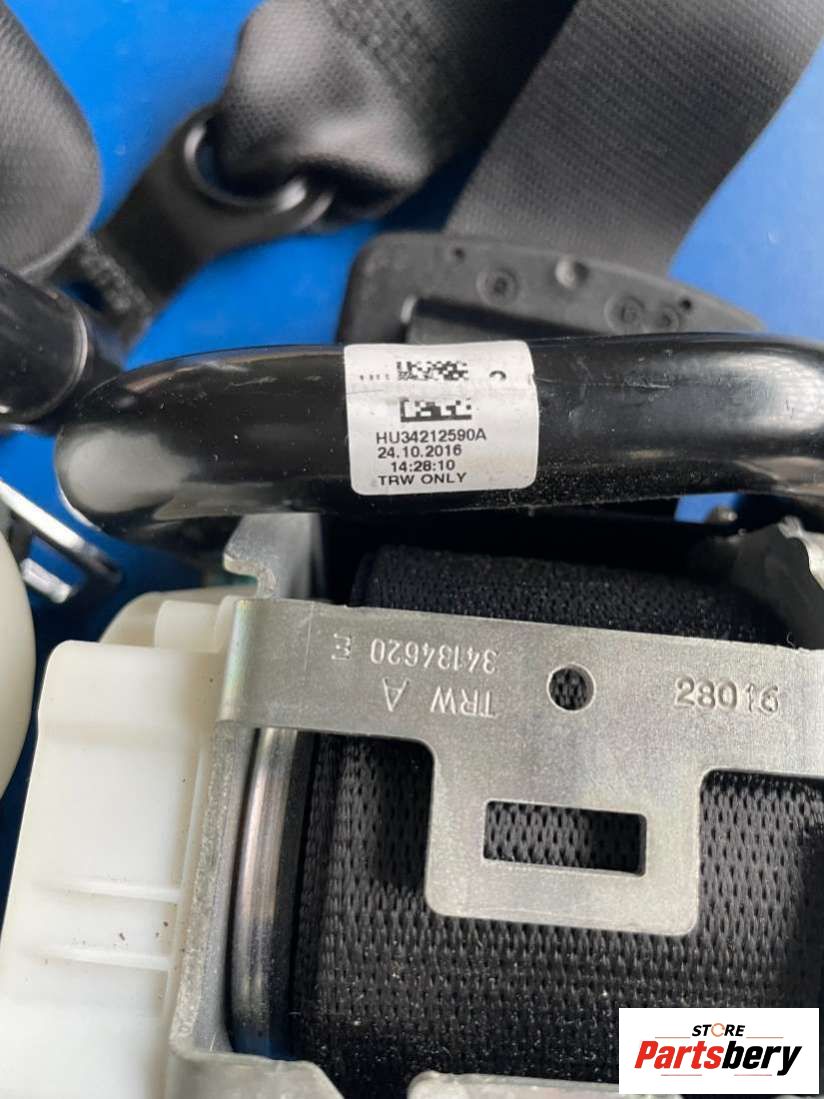 HU34212590A
24.10.2016
14:28:10
TRW ONLY
34134620 E
TRW A
28016
STORE
Partsbery